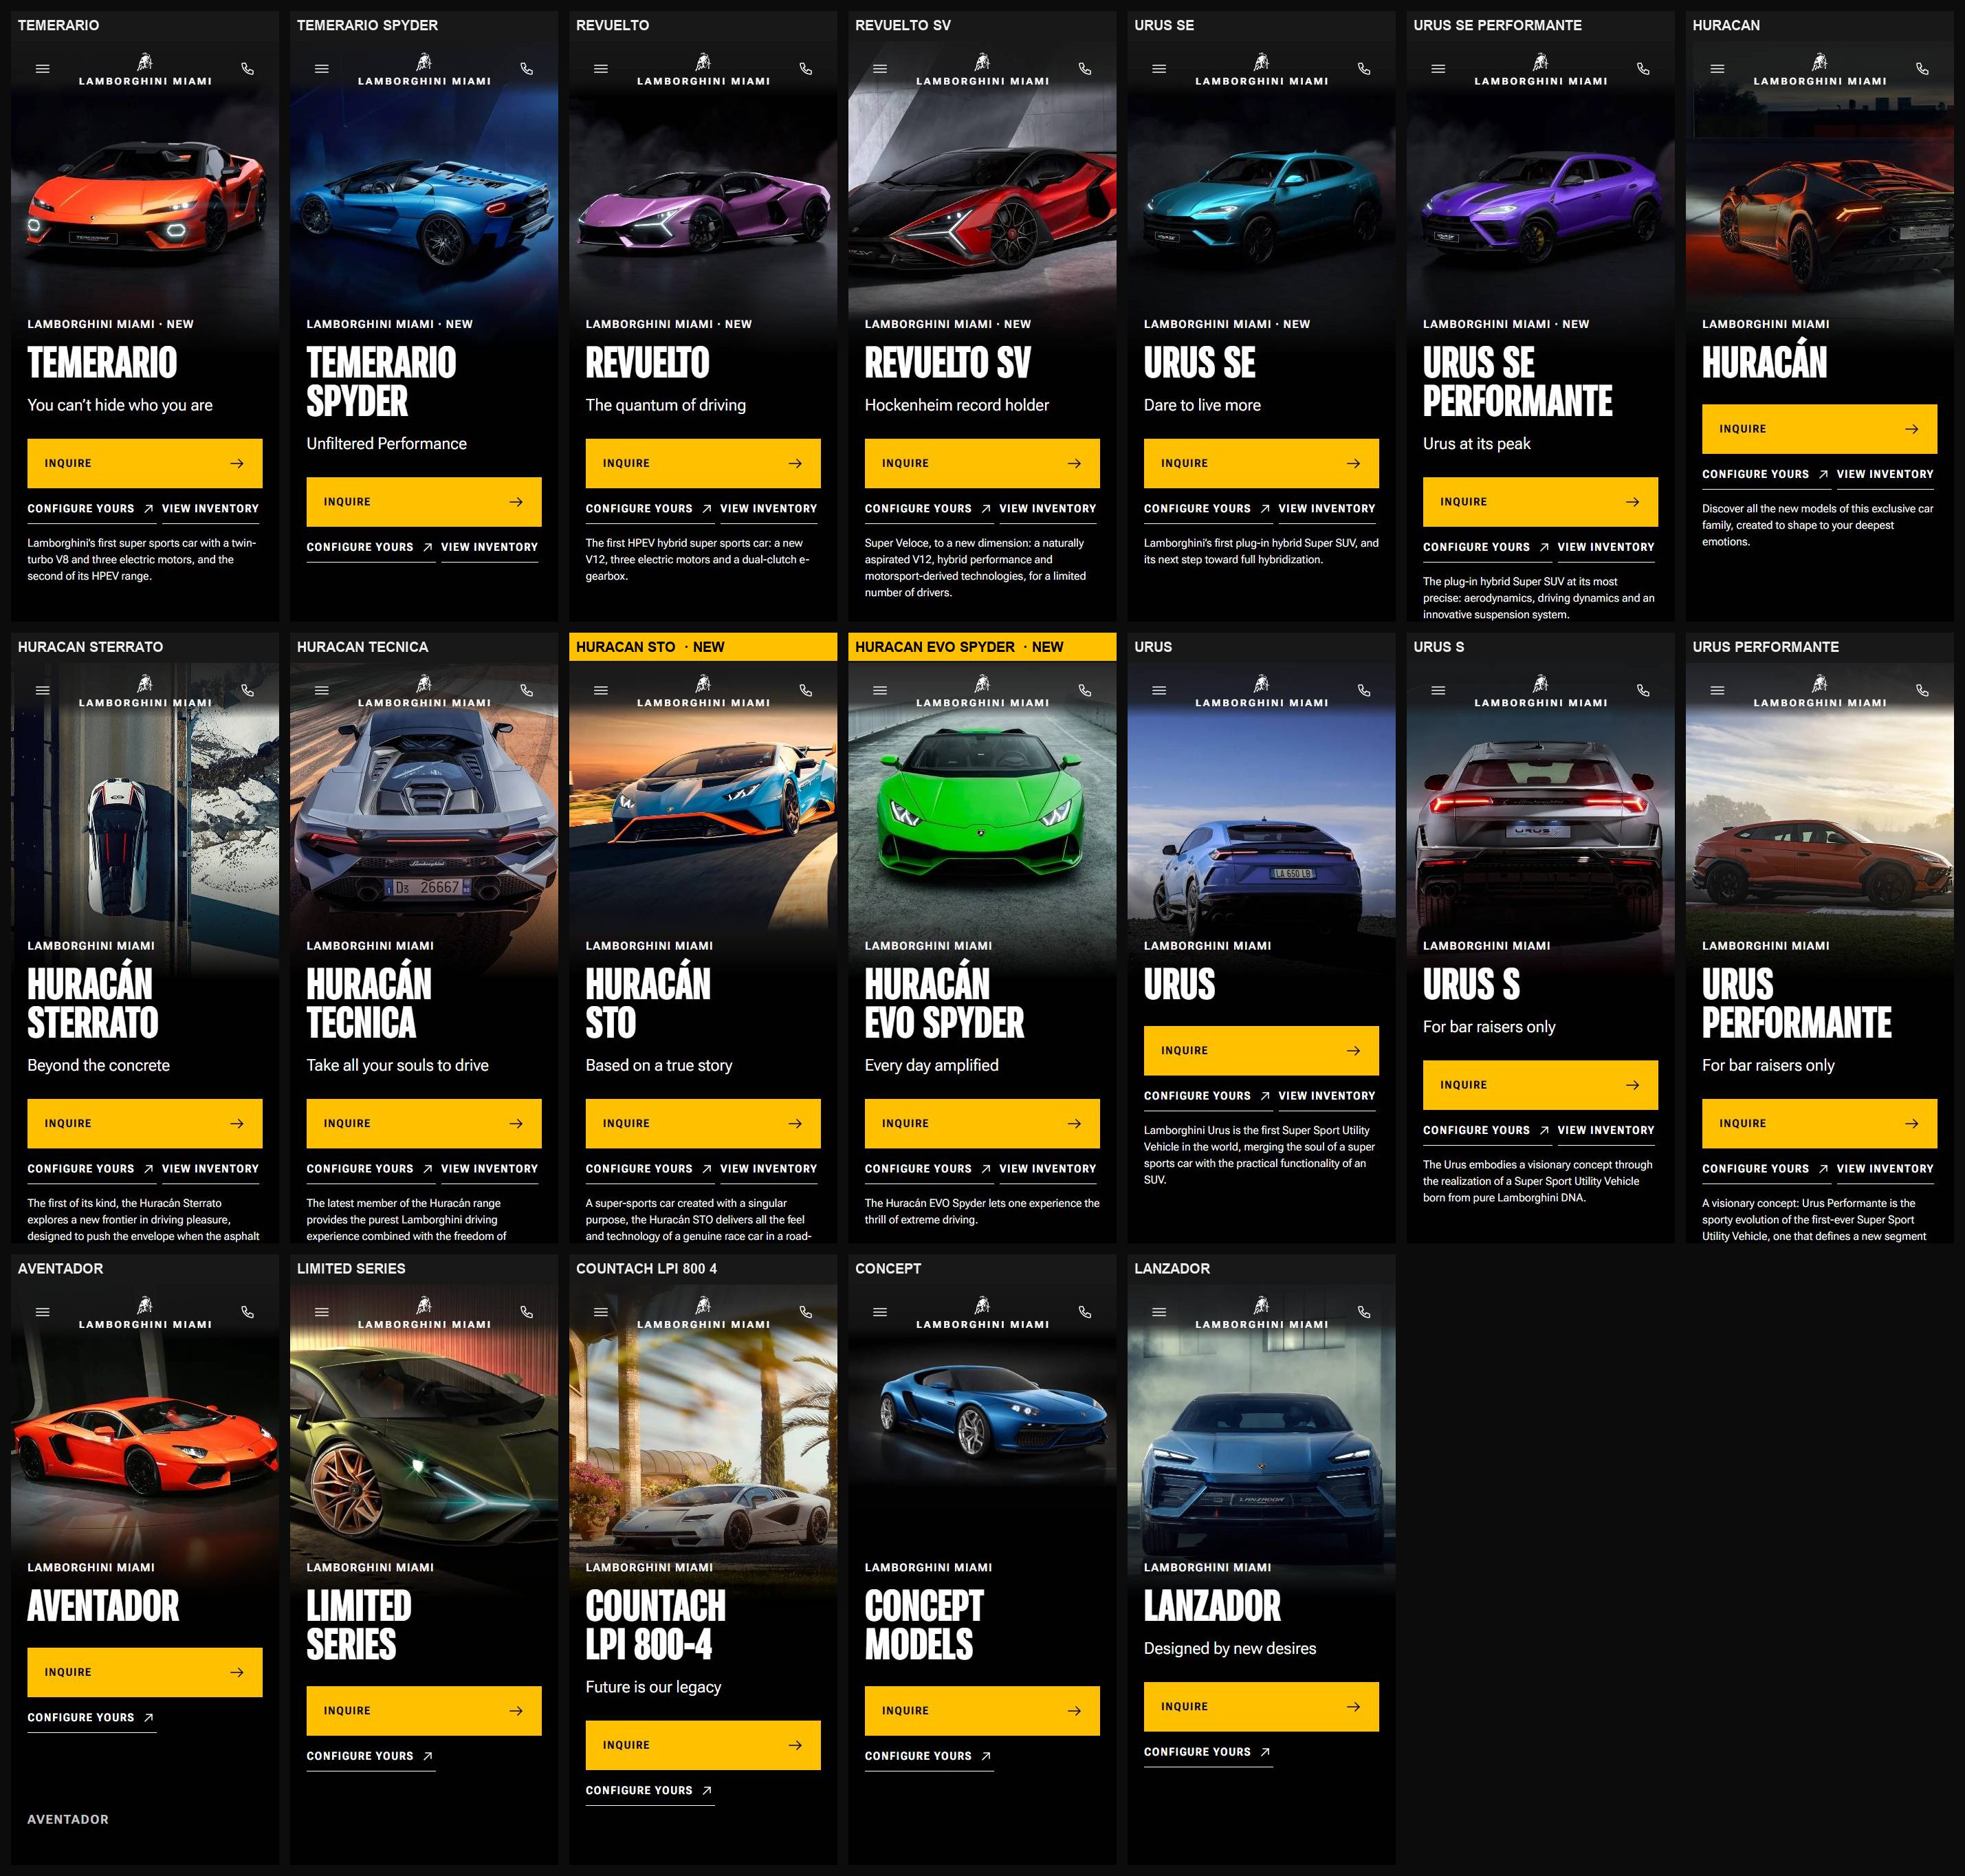 TEMERARIO
LAMBORGHINI MIAMI
TEMERARIO
LAMBORGHINI MIAMI · NEW
TEMERARIO
You can't hide who you are
INQUIRE
CONFIGURE YOURS
VIEW INVENTORY
Lamborghini's first super sports car with a twin-
turbo V8 and three electric motors, and the
second of its HPEV range.
TEMERARIO SPYDER
LAMBORGHINI MIAMI
LAMBORGHINI MIAMI · NEW
TEMERARIO
SPYDER
Unfiltered Performance
INQUIRE
CONFIGURE YOURS
VIEW INVENTORY
REVUELTO
LAMBORGHINI MIAMI
LAMBORGHINI MIAMI · NEW
REVUELTO
The quantum of driving
INQUIRE
CONFIGURE YOURS
VIEW INVENTORY
The first HPEV hybrid super sports car: a new
V12, three electric motors and a dual-clutch e-
gearbox.
REVUELTO SV
LAMBORGHINI MIAMI
LAMBORGHINI MIAMI · NEW
REVUELTO SV
Hockenheim record holder
INQUIRE
CONFIGURE YOURS
VIEW INVENTORY
Super Veloce, to a new dimension: a naturally
aspirated V12, hybrid performance and
motorsport-derived technologies, for a limited
number of drivers.
URUS SE
LAMBORGHINI MIAMI
LAMBORGHINI MIAMI · NEW
URUS SE
Dare to live more
INQUIRE
CONFIGURE YOURS
VIEW INVENTORY
Lamborghini's first plug-in hybrid Super SUV, and
its next step toward full hybridization.
URUS SE PERFORMANTE
LAMBORGHINI MIAMI
LAMBORGHINI MIAMI · NEW
URUS SE
PERFORMANTE
Urus at its peak
INQUIRE
CONFIGURE YOURS
VIEW INVENTORY
The plug-in hybrid Super SUV at its most
precise: aerodynamics, driving dynamics and an
innovative suspension system.
HURACAN
LAMBORGHINI MIAMI
LAMBORGHINI MIAMI
HURACÁN
INQUIRE
CONFIGURE YOURS
VIEW INVENTORY
Discover all the new models of this exclusive car
family, created to shape to your deepest
emotions.
HURACAN STERRATO
LAMBORGHINI MIAMI
LAMBORGHINI MIAMI
HURACÁN
STERRATO
Beyond the concrete
INQUIRE
CONFIGURE YOURS
VIEW INVENTORY
The first of its kind, the Huracán Sterrato
explores a new frontier in driving pleasure,
designed to push the envelope when the asphalt
HURACAN TECNICA
LAMBORGHINI MIAMI
D3 26667
LAMBORGHINI MIAMI
HURACÁN
TECNICA
Take all your souls to drive
INQUIRE
CONFIGURE YOURS
VIEW INVENTORY
The latest member of the Huracán range
provides the purest Lamborghini driving
experience combined with the freedom of
HURACAN STO · NEW
LAMBORGHINI MIAMI
LAMBORGHINI MIAMI
HURACÁN
STO
Based on a true story
INQUIRE
CONFIGURE YOURS
VIEW INVENTORY
A super-sports car created with a singular
purpose, the Huracán STO delivers all the feel
and technology of a genuine race car in a road-
HURACAN EVO SPYDER · NEW
LAMBORGHINI MIAMI
LAMBORGHINI MIAMI
HURACÁN
EVO SPYDER
Every day amplified
INQUIRE
CONFIGURE YOURS
VIEW INVENTORY
The Huracán EVO Spyder lets one experience the
thrill of extreme driving.
URUS
LAMBORGHINI MIAMI
LA 650 LB
LAMBORGHINI MIAMI
URUS
INQUIRE
CONFIGURE YOURS
VIEW INVENTORY
Lamborghini Urus is the first Super Sport Utility
Vehicle in the world, merging the soul of a super
sports car with the practical functionality of an
SUV.
URUS S
LAMBORGHINI MIAMI
LAMBORGHINI MIAMI
URUS S
For bar raisers only
INQUIRE
CONFIGURE YOURS
VIEW INVENTORY
The Urus embodies a visionary concept through
the realization of a Super Sport Utility Vehicle
born from pure Lamborghini DNA.
URUS PERFORMANTE
LAMBORGHINI MIAMI
LAMBORGHINI MIAMI
URUS
PERFORMANTE
For bar raisers only
INQUIRE
CONFIGURE YOURS
VIEW INVENTORY
A visionary concept: Urus Performante is the
sporty evolution of the first-ever Super Sport
Utility Vehicle, one that defines a new segment
AVENTADOR
LAMBORGHINI MIAMI
LAMBORGHINI MIAMI
AVENTADOR
INQUIRE
CONFIGURE YOURS
AVENTADOR
LIMITED SERIES
LAMBORGHINI MIAMI
LAMBORGHINI MIAMI
LIMITED
SERIES
INQUIRE
CONFIGURE YOURS
COUNTACH LPI 800 4
LAMBORGHINI MIAMI
LAMBORGHINI MIAMI
COUNTACH
LPI 800-4
Future is our legacy
INQUIRE
CONFIGURE YOURS
CONCEPT
LAMBORGHINI MIAMI
LAMBORGHINI MIAMI
CONCEPT
MODELS
INQUIRE
CONFIGURE YOURS
LANZADOR
LAMBORGHINI MIAMI
LANZADOR
LAMBORGHINI MIAMI
LANZADOR
Designed by new desires
INQUIRE
CONFIGURE YOURS